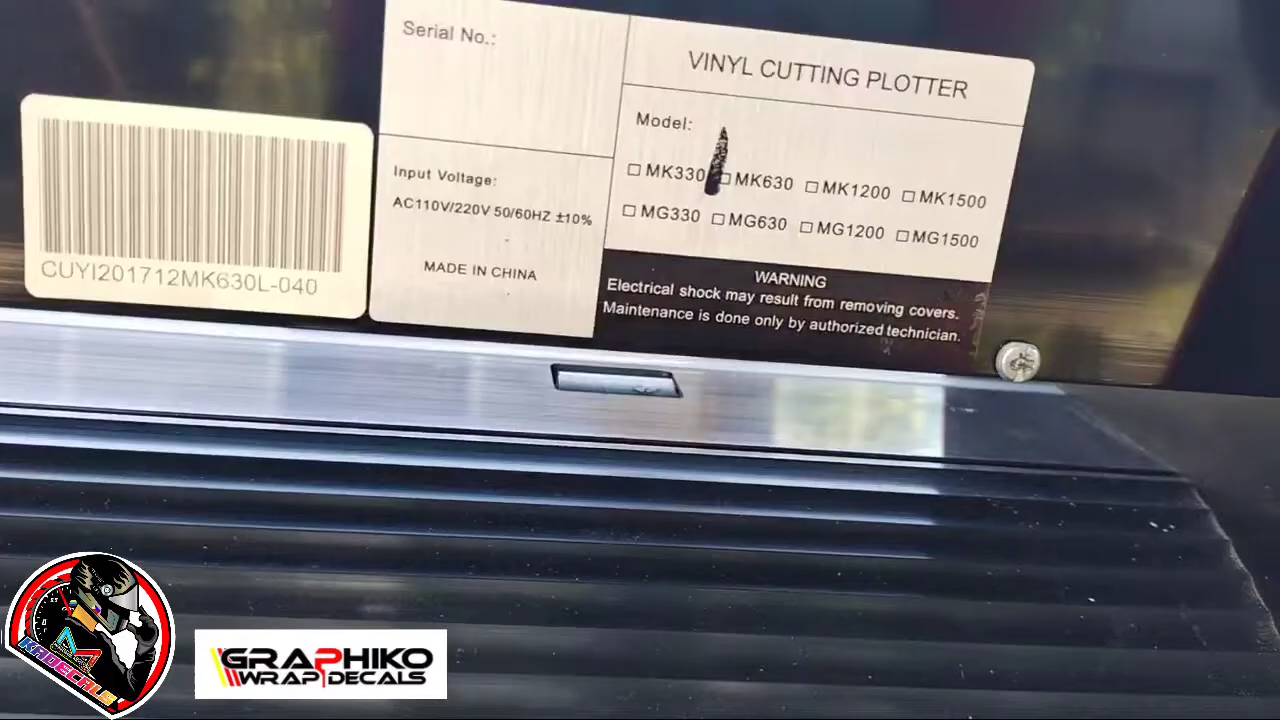 Serial No.:
VINYL CUTTING PLOTTER
Model:
☐ MK330 ☐ MK630 ☐ MK1200 ☐ MK1500
☐ MG330 ☐ MG630 ☐ MG1200 ☐ MG1500
Input Voltage:
AC110V/220V 50/60HZ ±10%
MADE IN CHINA
WARNING
Electrical shock may result from removing covers.
Maintenance is done only by authorized technician.
CUYI201712MK630L-040
KADECALS
GRAPHIKO
WRAP DECALS